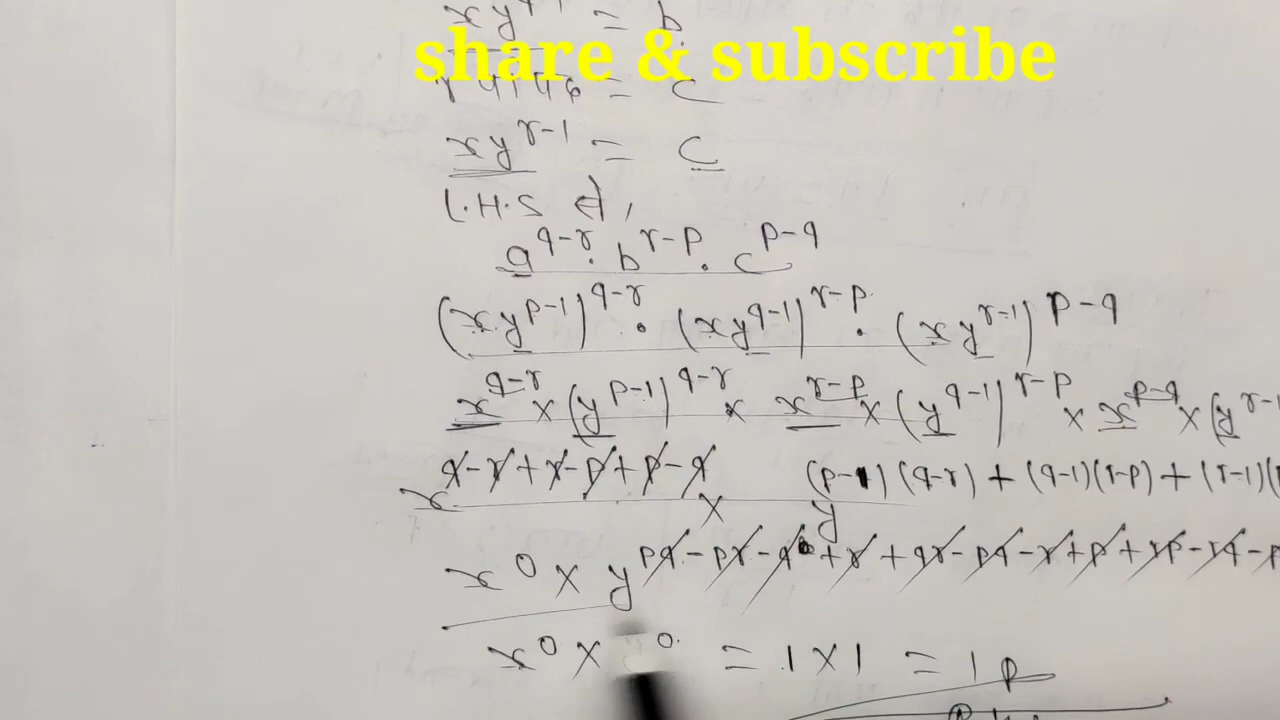 share & subscribe
= b
= c
xy^{r-1} = c
L.H.S से,
a^{q-r} . b^{r-p} . c^{p-q}
(xy^{p-1})^{q-r} . (xy^{q-1})^{r-p} . (xy^{r-1})^{p-q}
x^{q-r} × (y^{p-1})^{q-r} × x^{r-p} × (y^{q-1})^{r-p} × x^{p-q} × (y^{r-1}
x^{q-r+r-p+p-q} × y^{(p-1)(q-r)+(q-1)(r-p)+(r-1)(}
x^0 × y^{pq-pr-q+r+qr-pq-r+p+rp-rq-p}
x^0 × ^0 = 1×1 = 1